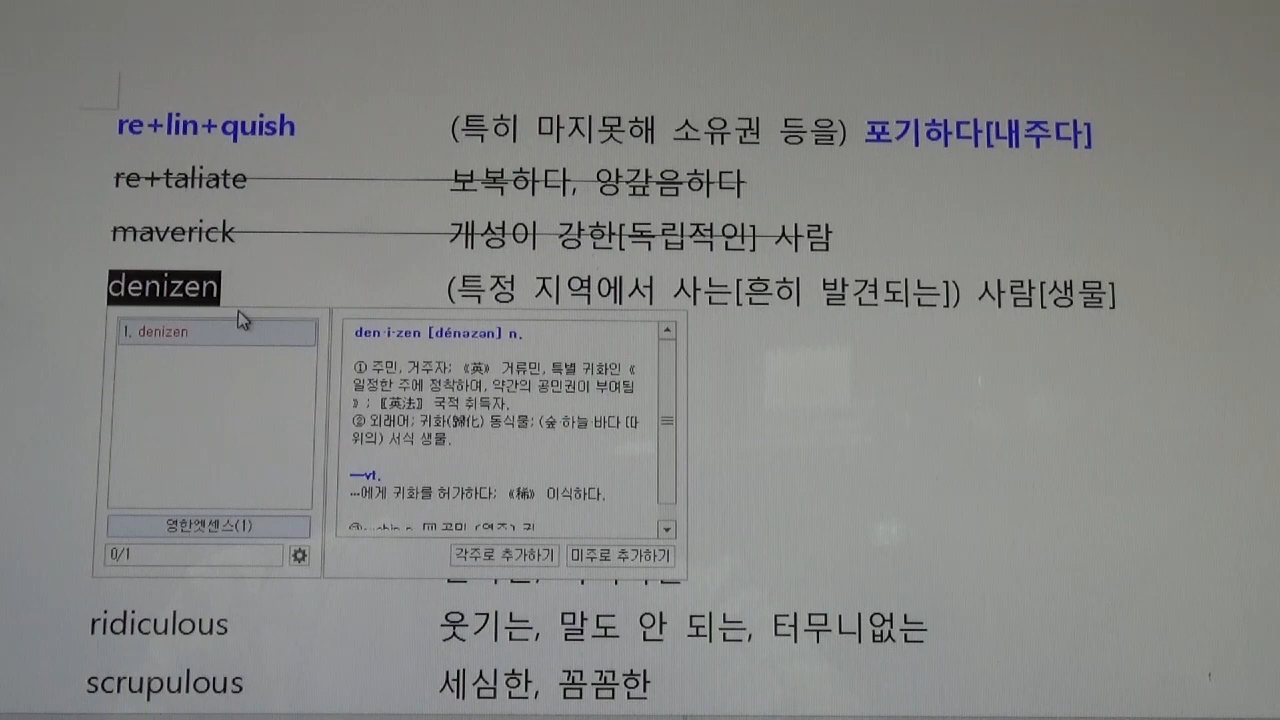 re+lin+quish (특히 마지못해 소유권 등을) 포기하다[내주다]
re+taliate 보복하다, 앙갚음하다
maverick 개성이 강한[독립적인] 사람
denizen (특정 지역에서 사는[흔히 발견되는]) 사람[생물]
1. denizen
den·i·zen [dénəzən] n.
① 주민, 거주자; 《英》 거류민, 특별 귀화인 《
일정한 주에 정착하여, 약간의 공민권이 부여됨
》; 〖英法〗 국적 취득자.
② 외래어; 귀화(歸化) 동식물; (숲·하늘·바다 따
위의) 서식 생물.
―vt.
…에게 귀화를 허가하다; 《稀》 이식하다.
영한엣센스(1)
0/1
각주로 추가하기 미주로 추가하기
ridiculous 웃기는, 말도 안 되는, 터무니없는
scrupulous 세심한, 꼼꼼한